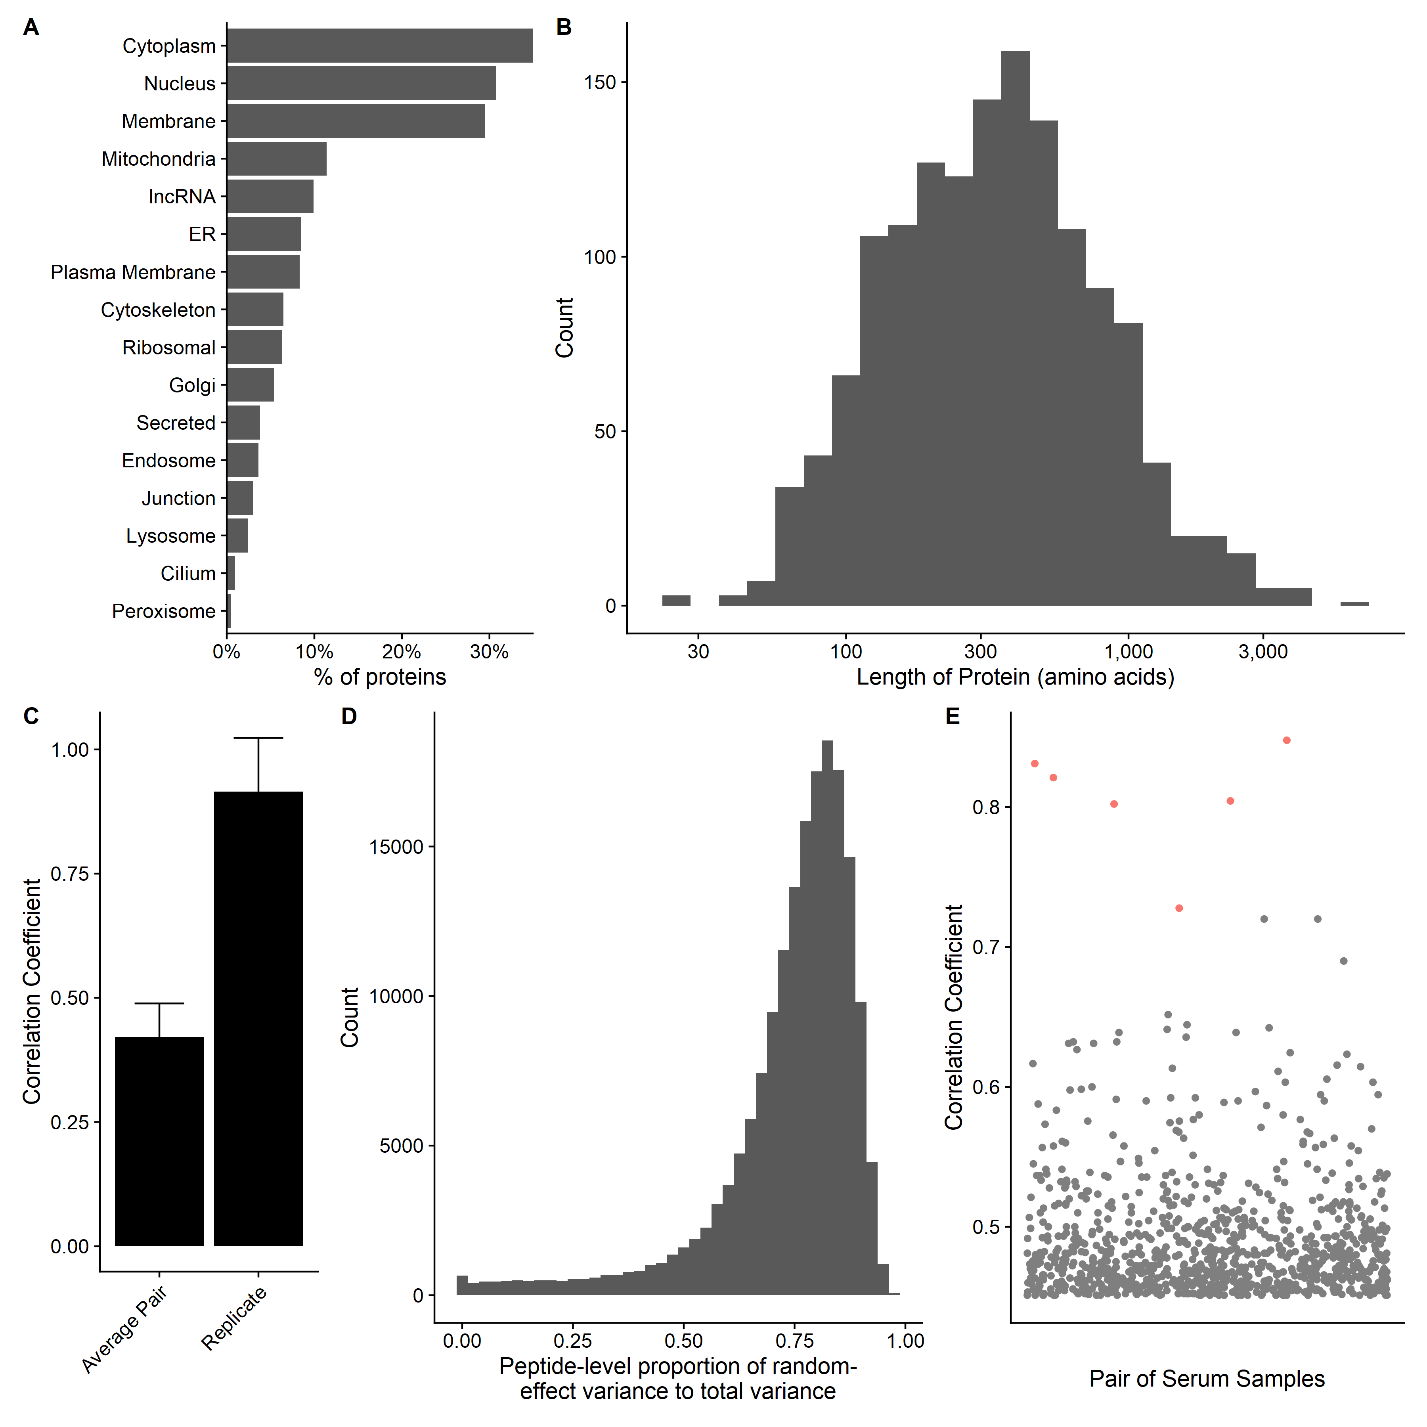 A
Cytoplasm
Nucleus
Membrane
Mitochondria
lncRNA
ER
Plasma Membrane
Cytoskeleton
Ribosomal
Golgi
Secreted
Endosome
Junction
Lysosome
Cilium
Peroxisome
0% 10% 20% 30%
% of proteins
B
150
100
50
0
Count
30 100 300 1,000 3,000
Length of Protein (amino acids)
C
1.00
0.75
0.50
0.25
0.00
Correlation Coefficient
Average Pair
Replicate
D
15000
10000
5000
0
Count
0.00 0.25 0.50 0.75 1.00
Peptide-level proportion of random-
effect variance to total variance
E
0.8
0.7
0.6
0.5
Correlation Coefficient
Pair of Serum Samples